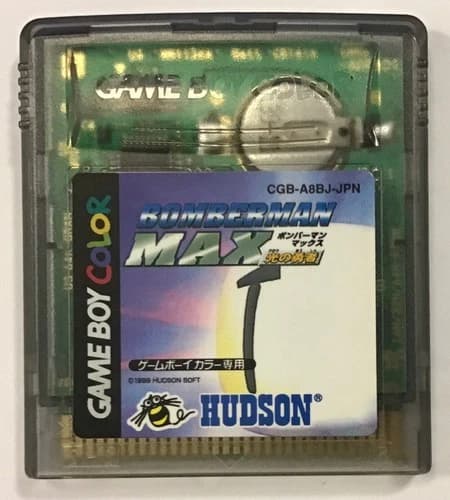 GAME BOY COLOR
CGB-A8BJ-JPN
BOMBERMAN
MAX
ボンバーマン
マックス
光の勇者
ゲームボーイカラー専用
©1999 HUDSON SOFT
HUDSON®
GAME BOY COLOR